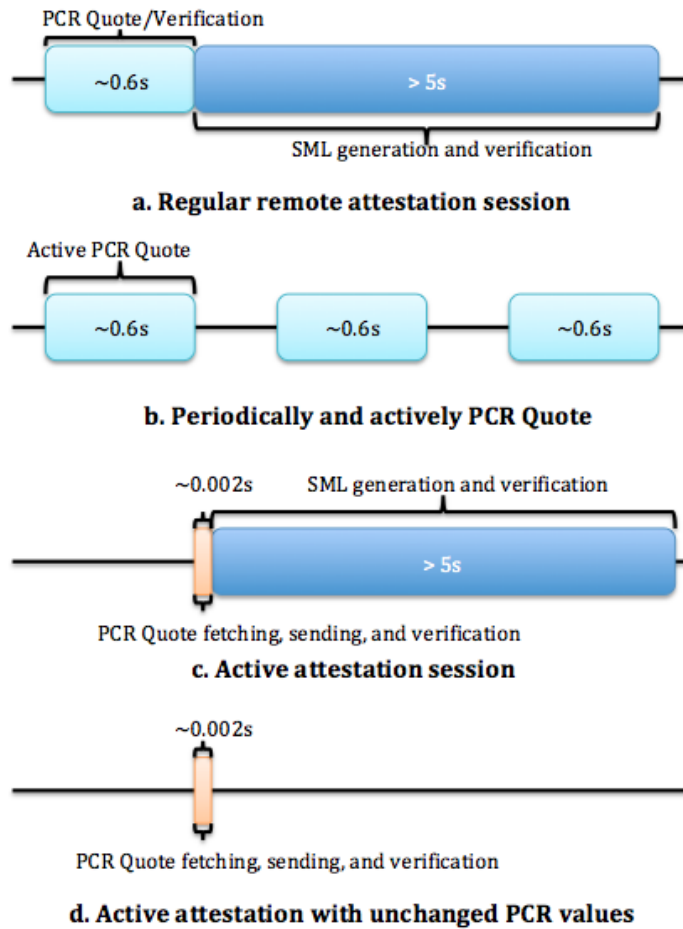 PCR Quote/Verification
~0.6s
> 5s
SML generation and verification
a. Regular remote attestation session
Active PCR Quote
~0.6s
~0.6s
~0.6s
b. Periodically and actively PCR Quote
~0.002s
SML generation and verification
> 5s
PCR Quote fetching, sending, and verification
c. Active attestation session
~0.002s
PCR Quote fetching, sending, and verification
d. Active attestation with unchanged PCR values